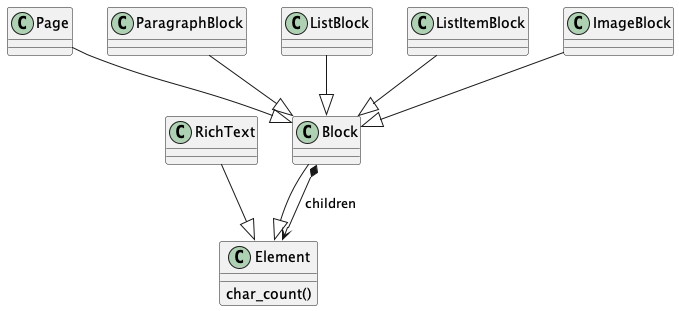 C Page
C ParagraphBlock
C ListBlock
C ListItemBlock
C ImageBlock
C RichText
C Block
children
C Element
char_count()